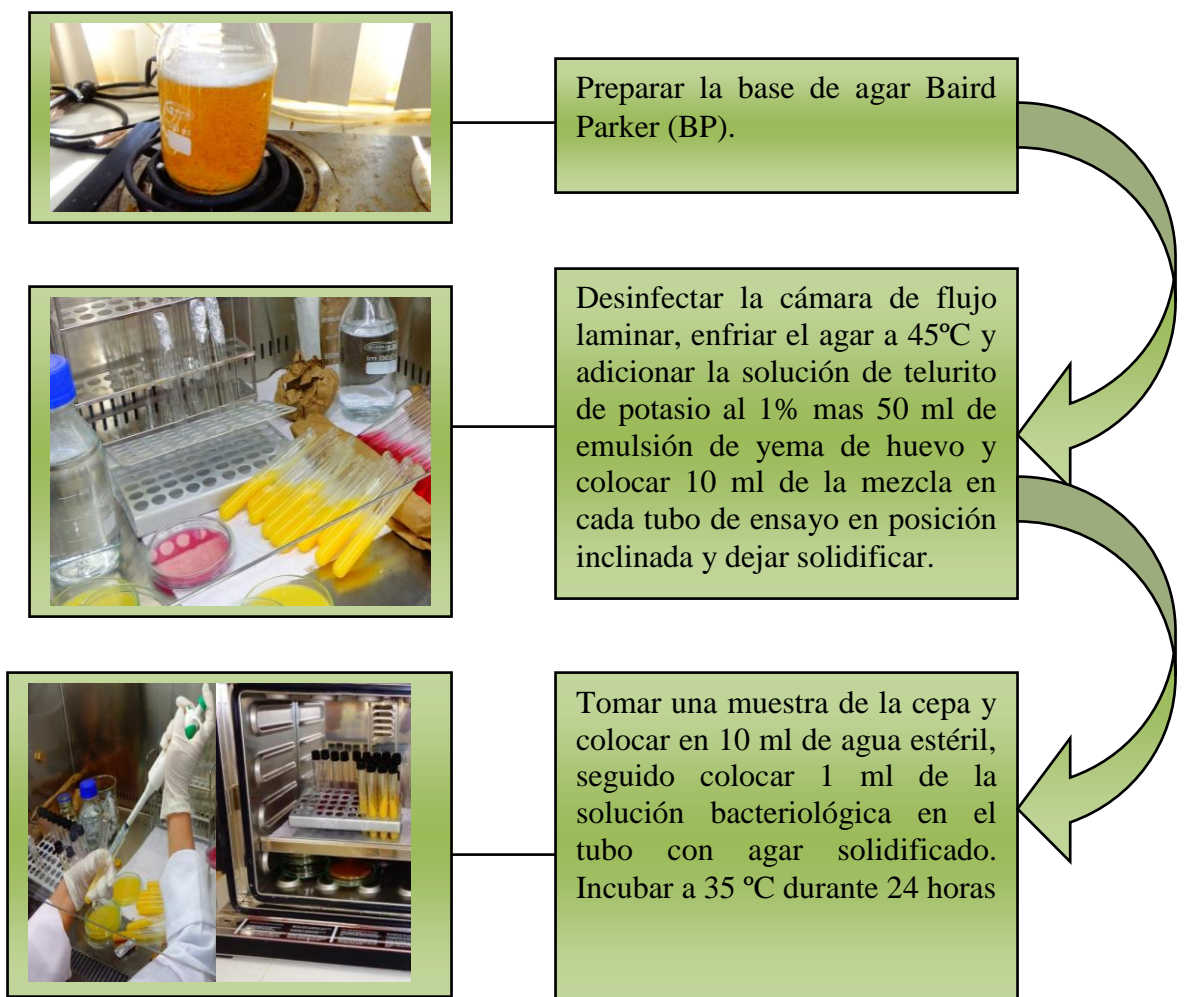 Preparar la base de agar Baird
Parker (BP).
Desinfectar la cámara de flujo
laminar, enfriar el agar a 45ºC y
adicionar la solución de telurito
de potasio al 1% mas 50 ml de
emulsión de yema de huevo y
colocar 10 ml de la mezcla en
cada tubo de ensayo en posición
inclinada y dejar solidificar.
Tomar una muestra de la cepa y
colocar en 10 ml de agua estéril,
seguido colocar 1 ml de la
solución bacteriológica en el
tubo con agar solidificado.
Incubar a 35 ºC durante 24 horas